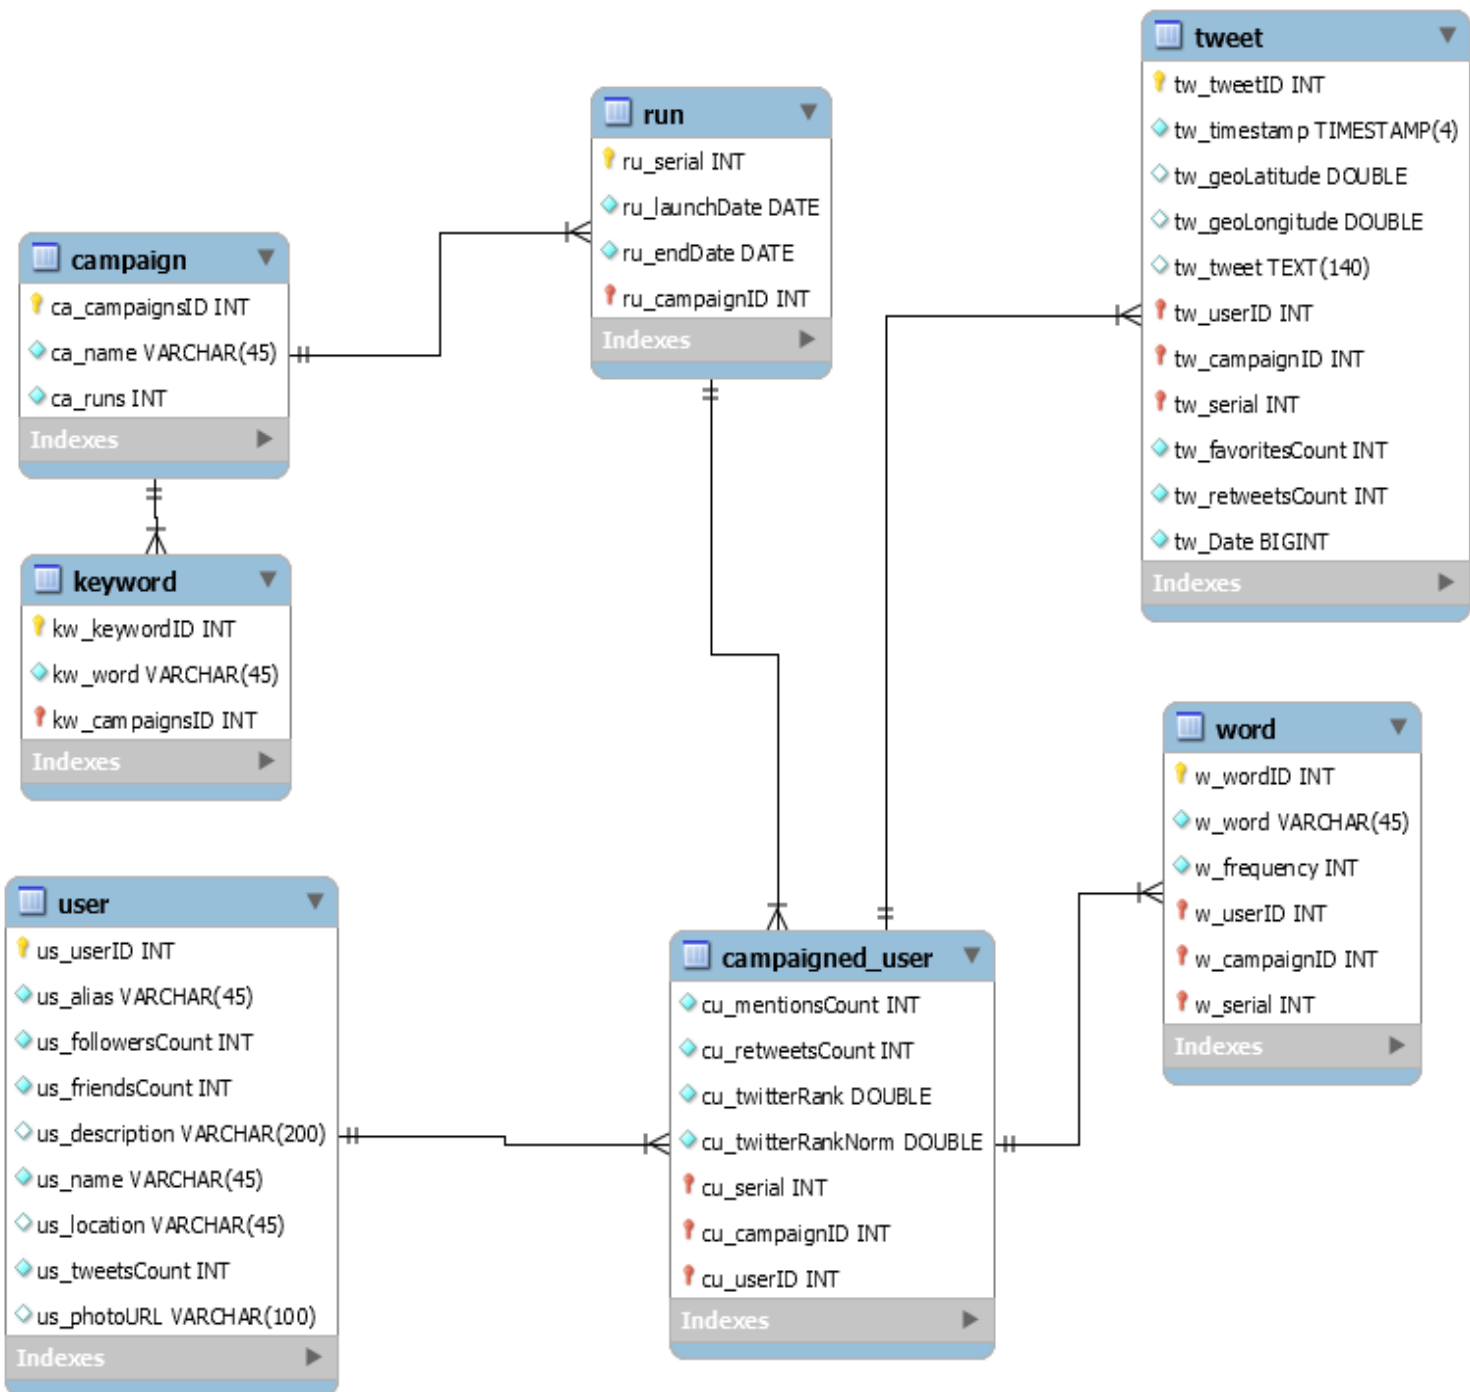 tweet
tw_tweetID INT
tw_timestamp TIMESTAMP(4)
tw_geoLatitude DOUBLE
tw_geoLongitude DOUBLE
tw_tweet TEXT(140)
tw_userID INT
tw_campaignID INT
tw_serial INT
tw_favoritesCount INT
tw_retweetsCount INT
tw_Date BIGINT
Indexes
run
ru_serial INT
ru_launchDate DATE
ru_endDate DATE
ru_campaignID INT
Indexes
campaign
ca_campaignsID INT
ca_name VARCHAR(45)
ca_runs INT
Indexes
keyword
kw_keywordID INT
kw_word VARCHAR(45)
kw_campaignsID INT
Indexes
word
w_wordID INT
w_word VARCHAR(45)
w_frequency INT
w_userID INT
w_campaignID INT
w_serial INT
Indexes
user
us_userID INT
us_alias VARCHAR(45)
us_followersCount INT
us_friendsCount INT
us_description VARCHAR(200)
us_name VARCHAR(45)
us_location VARCHAR(45)
us_tweetsCount INT
us_photoURL VARCHAR(100)
Indexes
campaigned_user
cu_mentionsCount INT
cu_retweetsCount INT
cu_twitterRank DOUBLE
cu_twitterRankNorm DOUBLE
cu_serial INT
cu_campaignID INT
cu_userID INT
Indexes